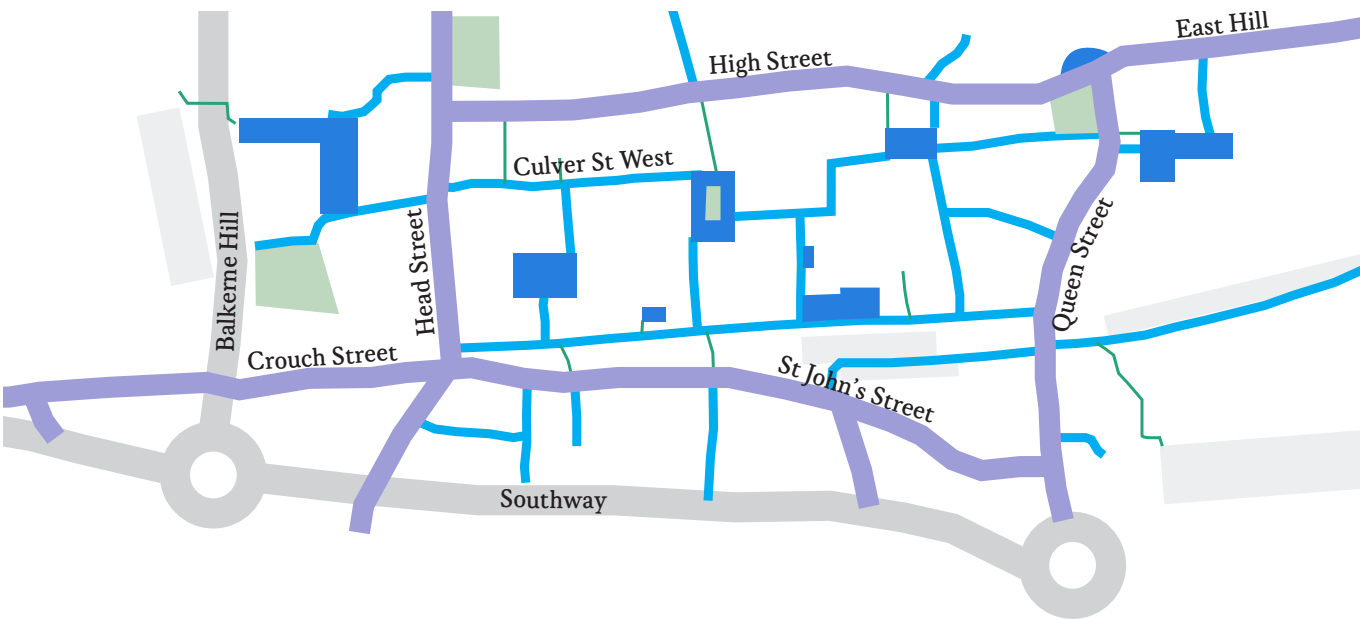 East Hill
High Street
Culver St West
Head Street
Balkerne Hill
Queen Street
Crouch Street
St John’s Street
Southway